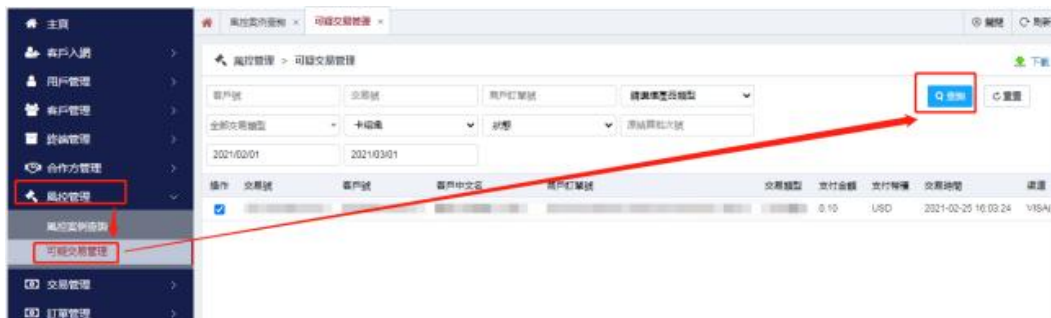 主頁
客戶入網
用戶管理
客戶管理
終端管理
合作方管理
風控管理
風控案例查詢
可疑交易管理
交易管理
訂單管理
風控案例查詢 ×
可疑交易管理 ×
關閉
刷新
風控管理 > 可疑交易管理
下載
客戶號
交易號
商戶訂單號
請選擇產品類型
查詢
重置
全部交易類型
卡組織
狀態
原結算批次號
2021/02/01
2021/03/01
操作 交易號 客戶號 客戶中文名 商戶訂單號 交易類型 支付金額 支付幣種 交易時間 渠道
0.10 USD 2021-02-25 16:03:24 VISA